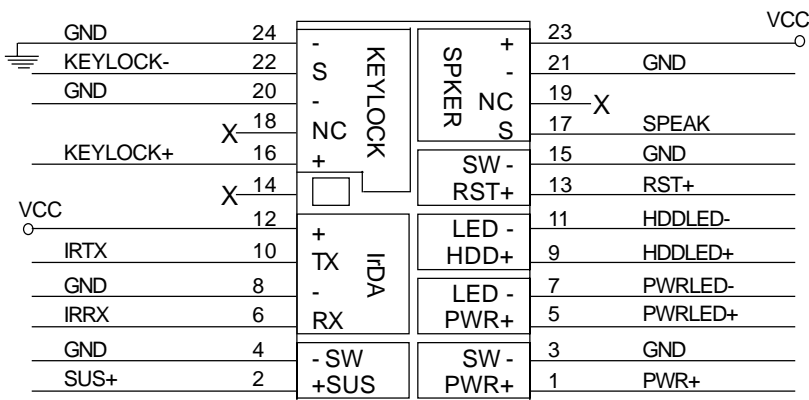 VCC
GND 24 - + 23
KEYLOCK- 22 S - 21 GND
GND 20 - NC 19 X
X 18 NC S 17 SPEAK
KEYLOCK SPKER
KEYLOCK+ 16 + SW - 15 GND
X 14 RST+ 13 RST+
VCC
12 + LED - 11 HDDLED-
IRTX 10 TX HDD+ 9 HDDLED+
IrDA
GND 8 - LED - 7 PWRLED-
IRRX 6 RX PWR+ 5 PWRLED+
GND 4 - SW SW - 3 GND
SUS+ 2 +SUS PWR+ 1 PWR+